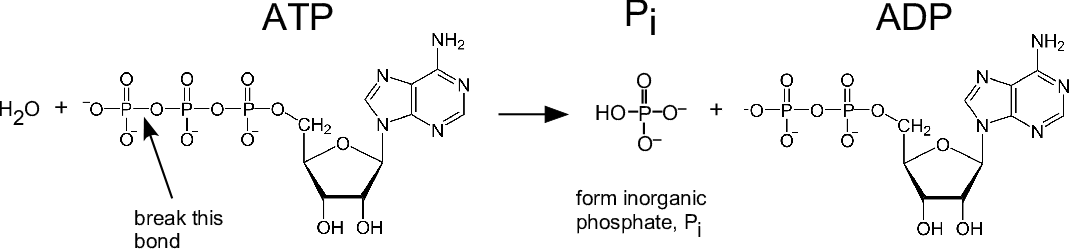 ATP
Pi
ADP
H2O + ⁻O P O P O P O CH2 O O O O⁻ O⁻ O⁻ N N N N NH2 O OH OH
HO P O⁻ O O⁻ +
-O P O P O CH2 O O O⁻ O⁻ N N N N NH2 O OH OH
break this
bond
form inorganic
phosphate, Pi